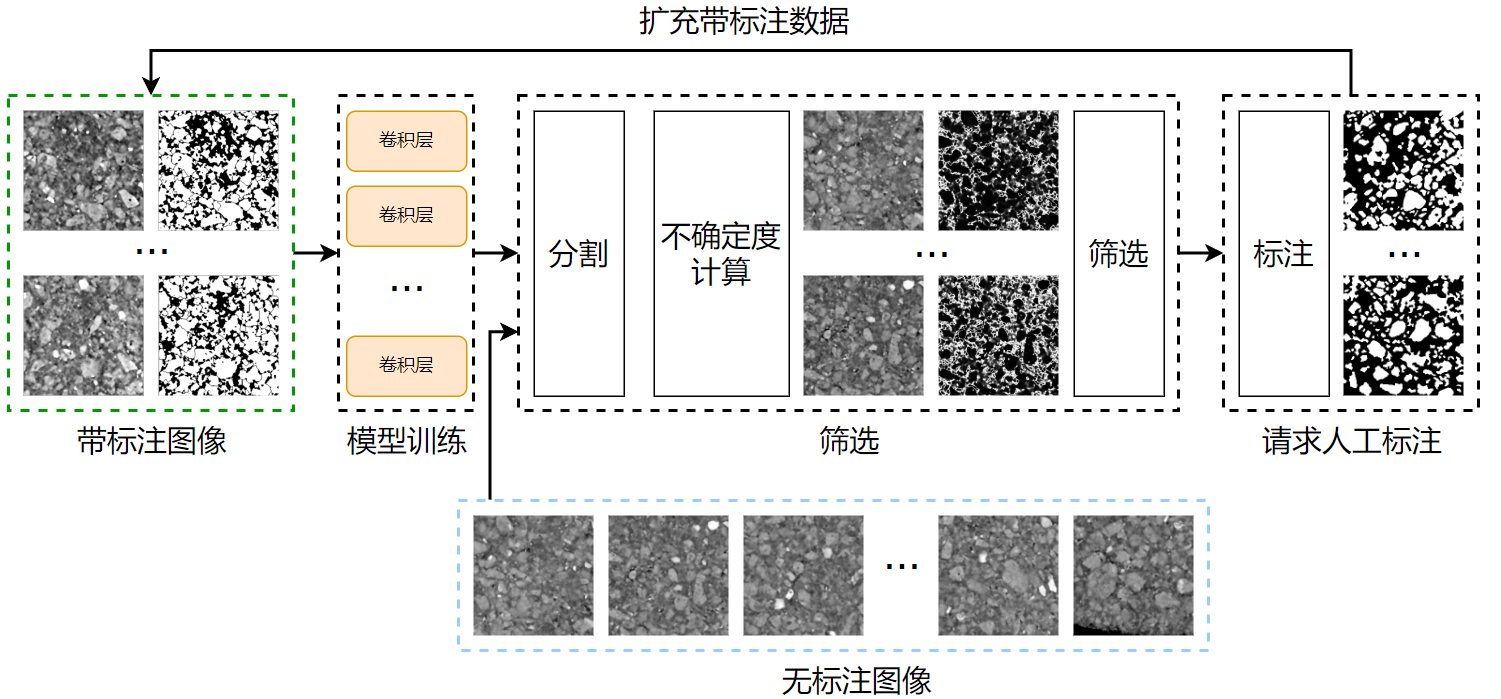 扩充带标注数据
卷积层
卷积层
...
卷积层
...
分割
不确定度
计算
...
筛选
标注
...
带标注图像
模型训练
筛选
请求人工标注
...
无标注图像